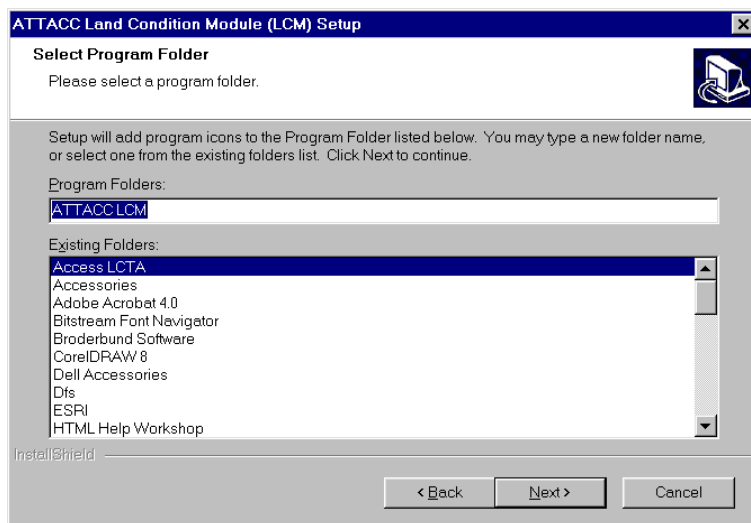 ATTACC Land Condition Module (LCM) Setup
Select Program Folder
Please select a program folder.
Setup will add program icons to the Program Folder listed below. You may type a new folder name,
or select one from the existing folders list. Click Next to continue.
Program Folders:
ATTACC LCM
Existing Folders:
Access LCTA
Accessories
Adobe Acrobat 4.0
Bitstream Font Navigator
Broderbund Software
CorelDRAW 8
Dell Accessories
Dfs
ESRI
HTML Help Workshop
InstallShield
< Back
Next >
Cancel